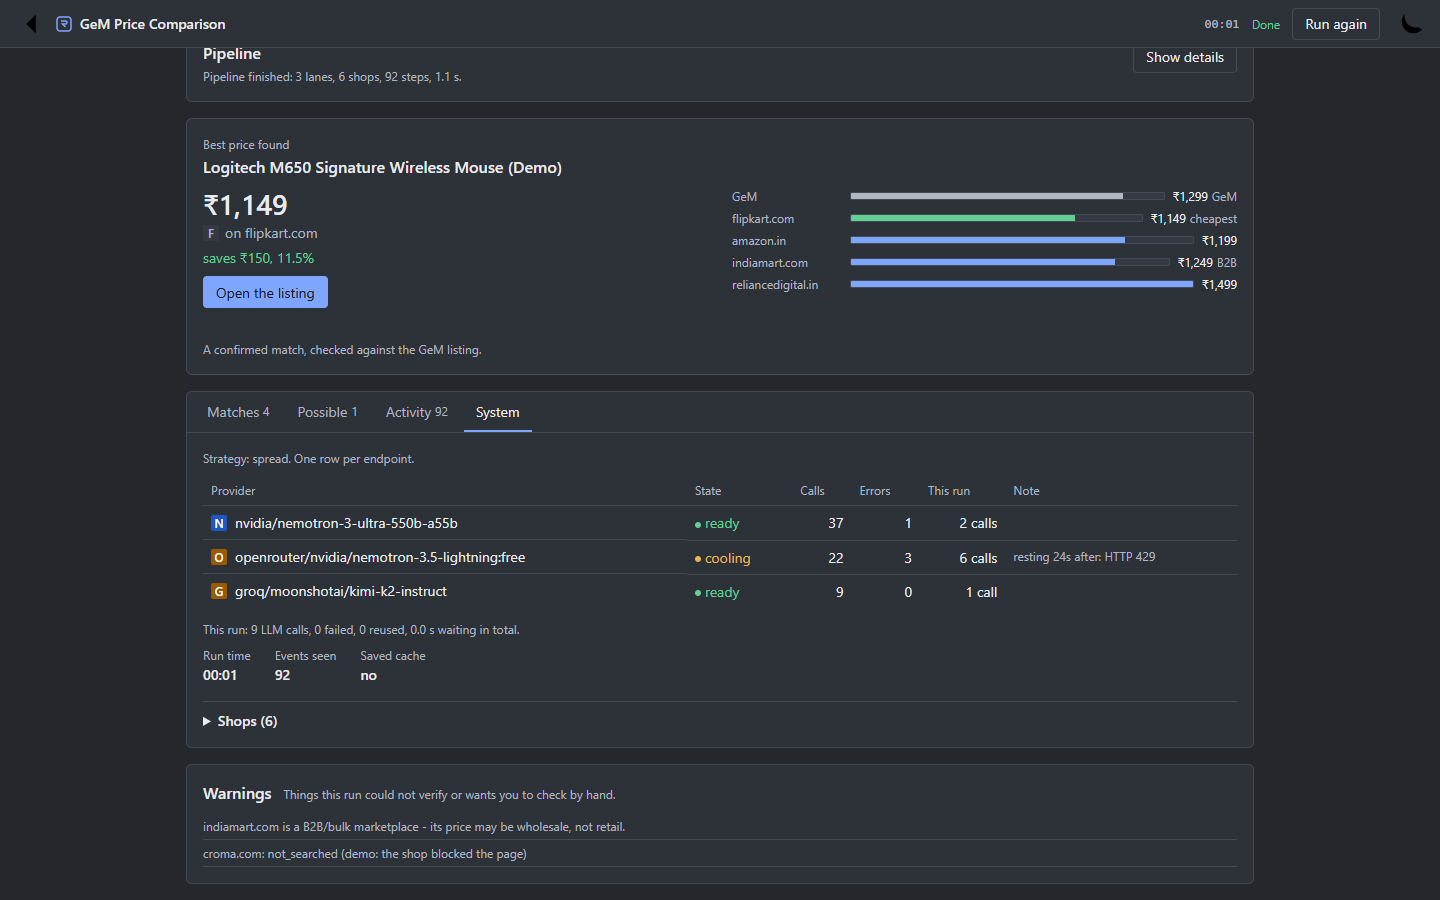 GeM Price Comparison
00:01 Done Run again
Pipeline
Show details
Pipeline finished: 3 lanes, 6 shops, 92 steps, 1.1 s.
Best price found
Logitech M650 Signature Wireless Mouse (Demo)
₹1,149
F on flipkart.com
saves ₹150, 11.5%
Open the listing
GeM ₹1,299 GeM
flipkart.com ₹1,149 cheapest
amazon.in ₹1,199
indiamart.com ₹1,249 B2B
reliancedigital.in ₹1,499
A confirmed match, checked against the GeM listing.
Matches 4 Possible 1 Activity 92 System
Strategy: spread. One row per endpoint.
Provider State Calls Errors This run Note
N nvidia/nemotron-3-ultra-550b-a55b ready 37 1 2 calls
O openrouter/nvidia/nemotron-3.5-lightning:free cooling 22 3 6 calls resting 24s after: HTTP 429
G groq/moonshotai/kimi-k2-instruct ready 9 0 1 call
This run: 9 LLM calls, 0 failed, 0 reused, 0.0 s waiting in total.
Run time Events seen Saved cache
00:01 92 no
Shops (6)
Warnings Things this run could not verify or wants you to check by hand.
indiamart.com is a B2B/bulk marketplace - its price may be wholesale, not retail.
croma.com: not_searched (demo: the shop blocked the page)